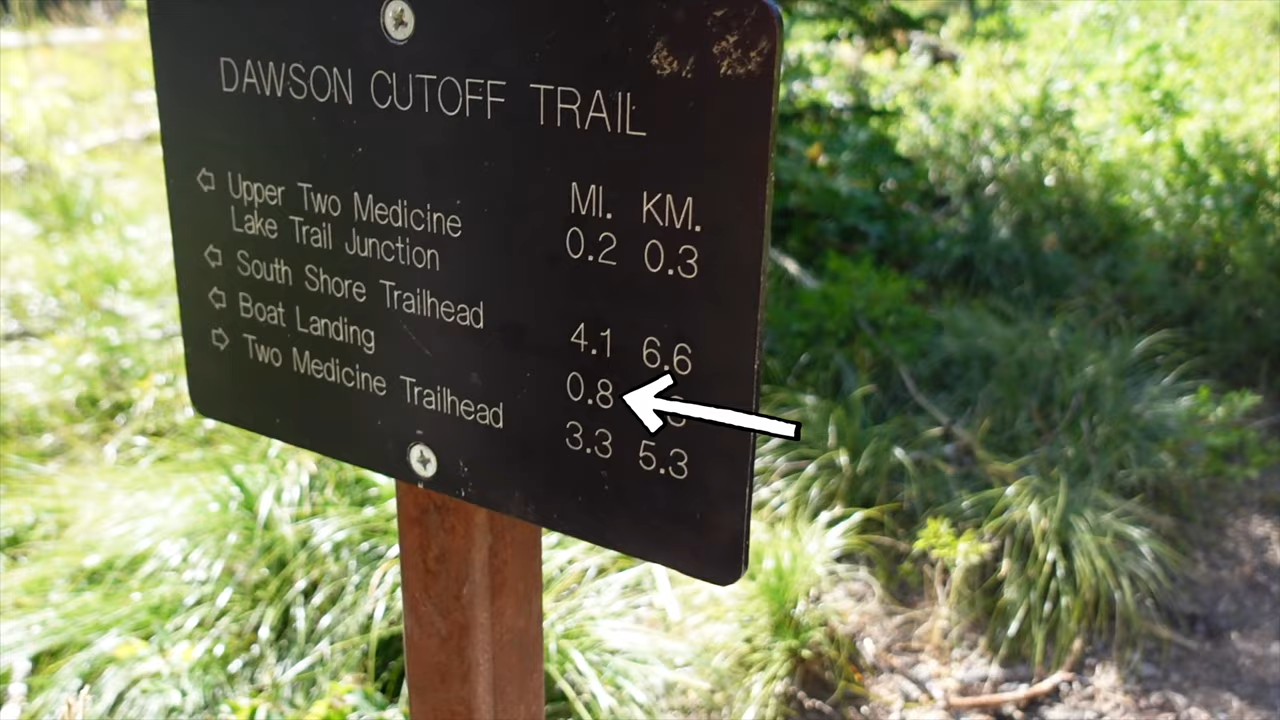 DAWSON CUTOFF TRAIL
MI. KM.
Upper Two Medicine
Lake Trail Junction 0.2 0.3
South Shore Trailhead 4.1 6.6
Boat Landing 0.8
Two Medicine Trailhead 3.3 5.3